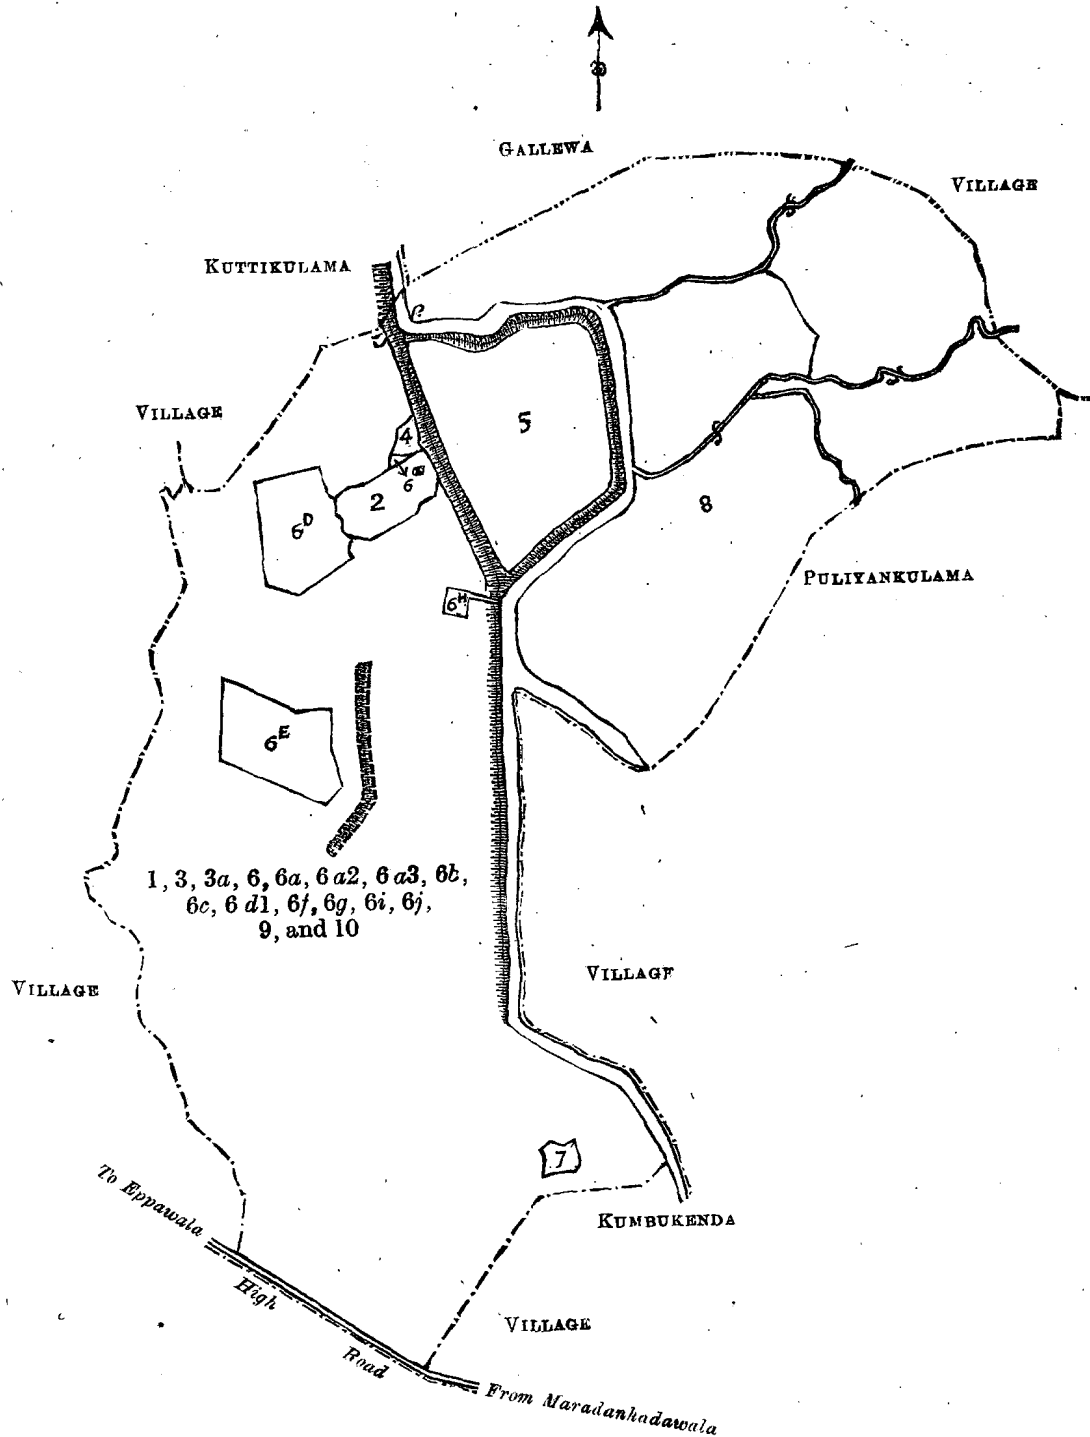 GALLEWA
VILLAGE
KUTTIKULAMA
VILLAGE
5
4
6
2
6D
8
PULIYANKULAMA
6H
6E
1, 3, 3a, 6, 6a, 6 a2, 6 a3, 6b,
6c, 6 d1, 6f, 6g, 6i, 6j,
9, and 10
VILLAGE
VILLAGE
7
To Eppawala
KUMBUKENDA
High
Road
VILLAGE
From Maradankadawala